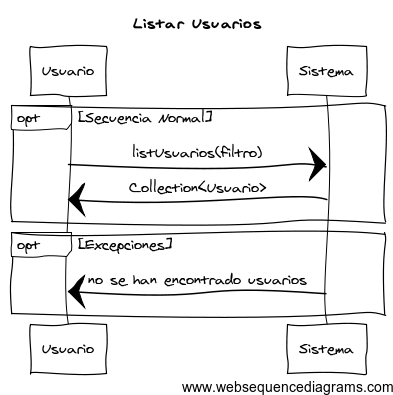 Listar Usuarios
Usuario
Sistema
opt
[Secuencia Normal]
listUsuarios(filtro)
Collection<Usuario>
opt
[Excepciones]
no se han encontrado usuarios
Usuario
Sistema
www.websequencediagrams.com